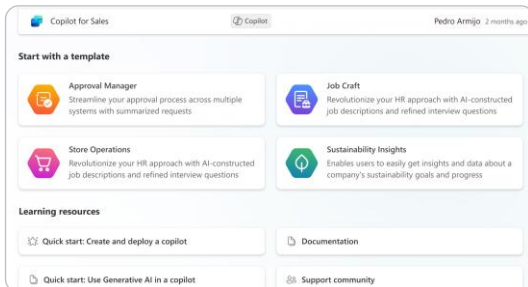 Copilot for Sales Copilot Pedro Armijo 2 months ago
Start with a template
Approval Manager
Streamline your approval process across multiple
systems with summarized requests
Job Craft
Revolutionize your HR approach with AI-constructed
job descriptions and refined interview questions
Store Operations
Revolutionize your HR approach with AI-constructed
job descriptions and refined interview questions
Sustainability Insights
Enables users to easily get insights and data about a
company's sustainability goals and progress
Learning resources
Quick start: Create and deploy a copilot
Documentation
Quick start: Use Generative AI in a copilot
Support community